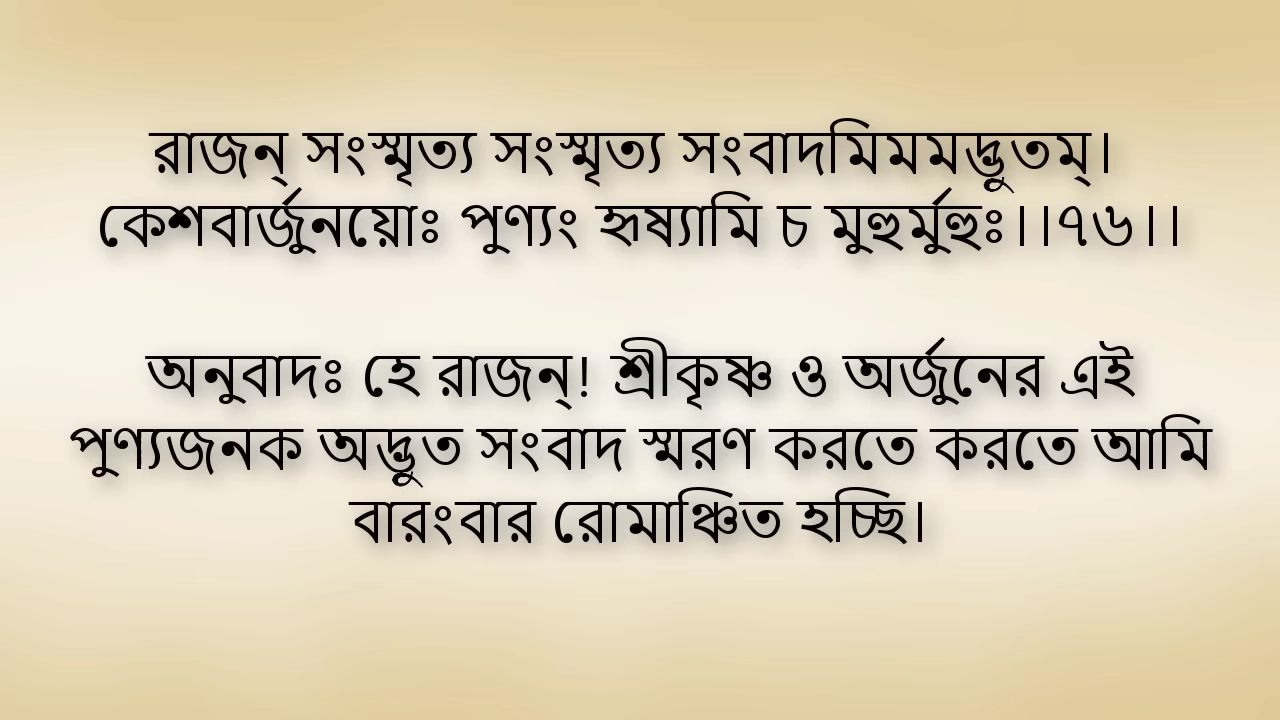 রাজন্ সংস্মৃত্য সংস্মৃত্য সংবাদমিমমদ্ভুতম্।
কেশবার্জুনয়োঃ পুণ্যং হৃষ্যামি চ মুহুর্মুহুঃ।।৭৬।।
অনুবাদঃ হে রাজন্! শ্রীকৃষ্ণ ও অর্জুনের এই
পুণ্যজনক অদ্ভুত সংবাদ স্মরণ করতে করতে আমি
বারংবার রোমাঞ্চিত হচ্ছি।